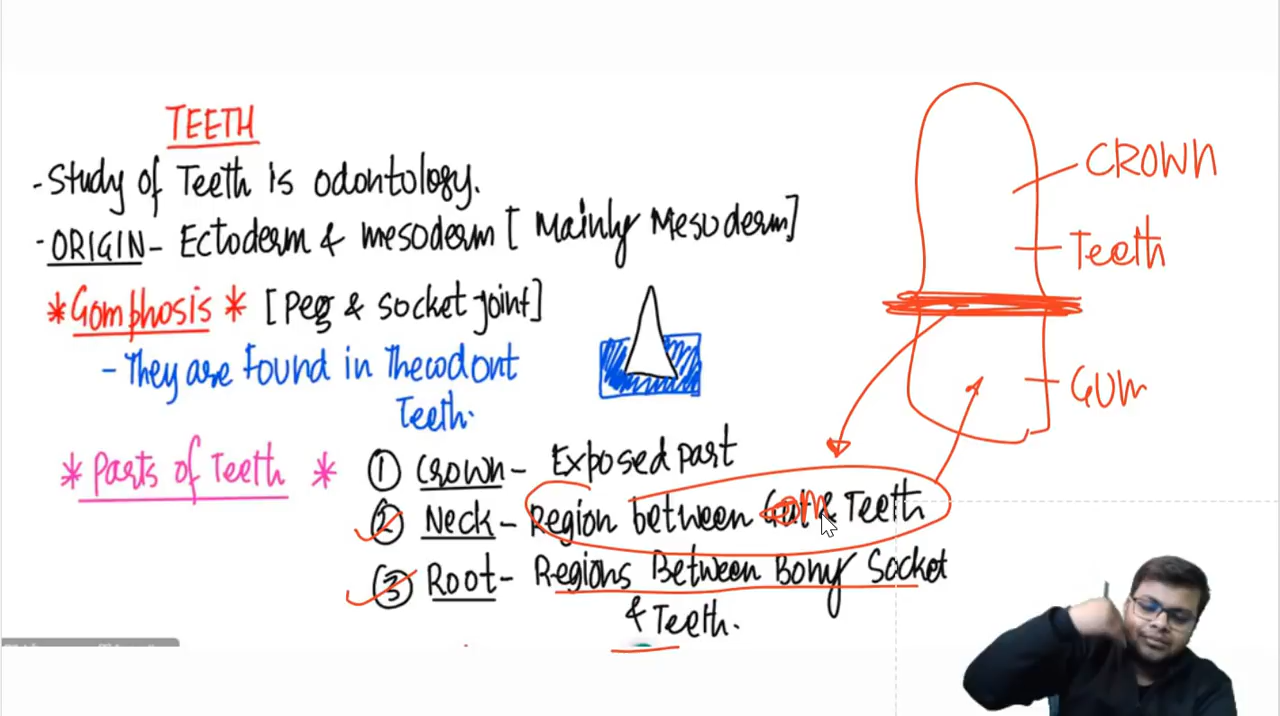 TEETH
- Study of Teeth is odontology.
- ORIGIN - Ectoderm & mesoderm [ Mainly Mesoderm ]
* Gomphosis * [ Peg & socket joint ]
- They are found in Thecodont
Teeth.
* Parts of Teeth *
① Crown - Exposed part
② Neck - Region between Gum & Teeth
③ Root - Regions Between Bony Socket
& Teeth.
CROWN
Teeth
GUM